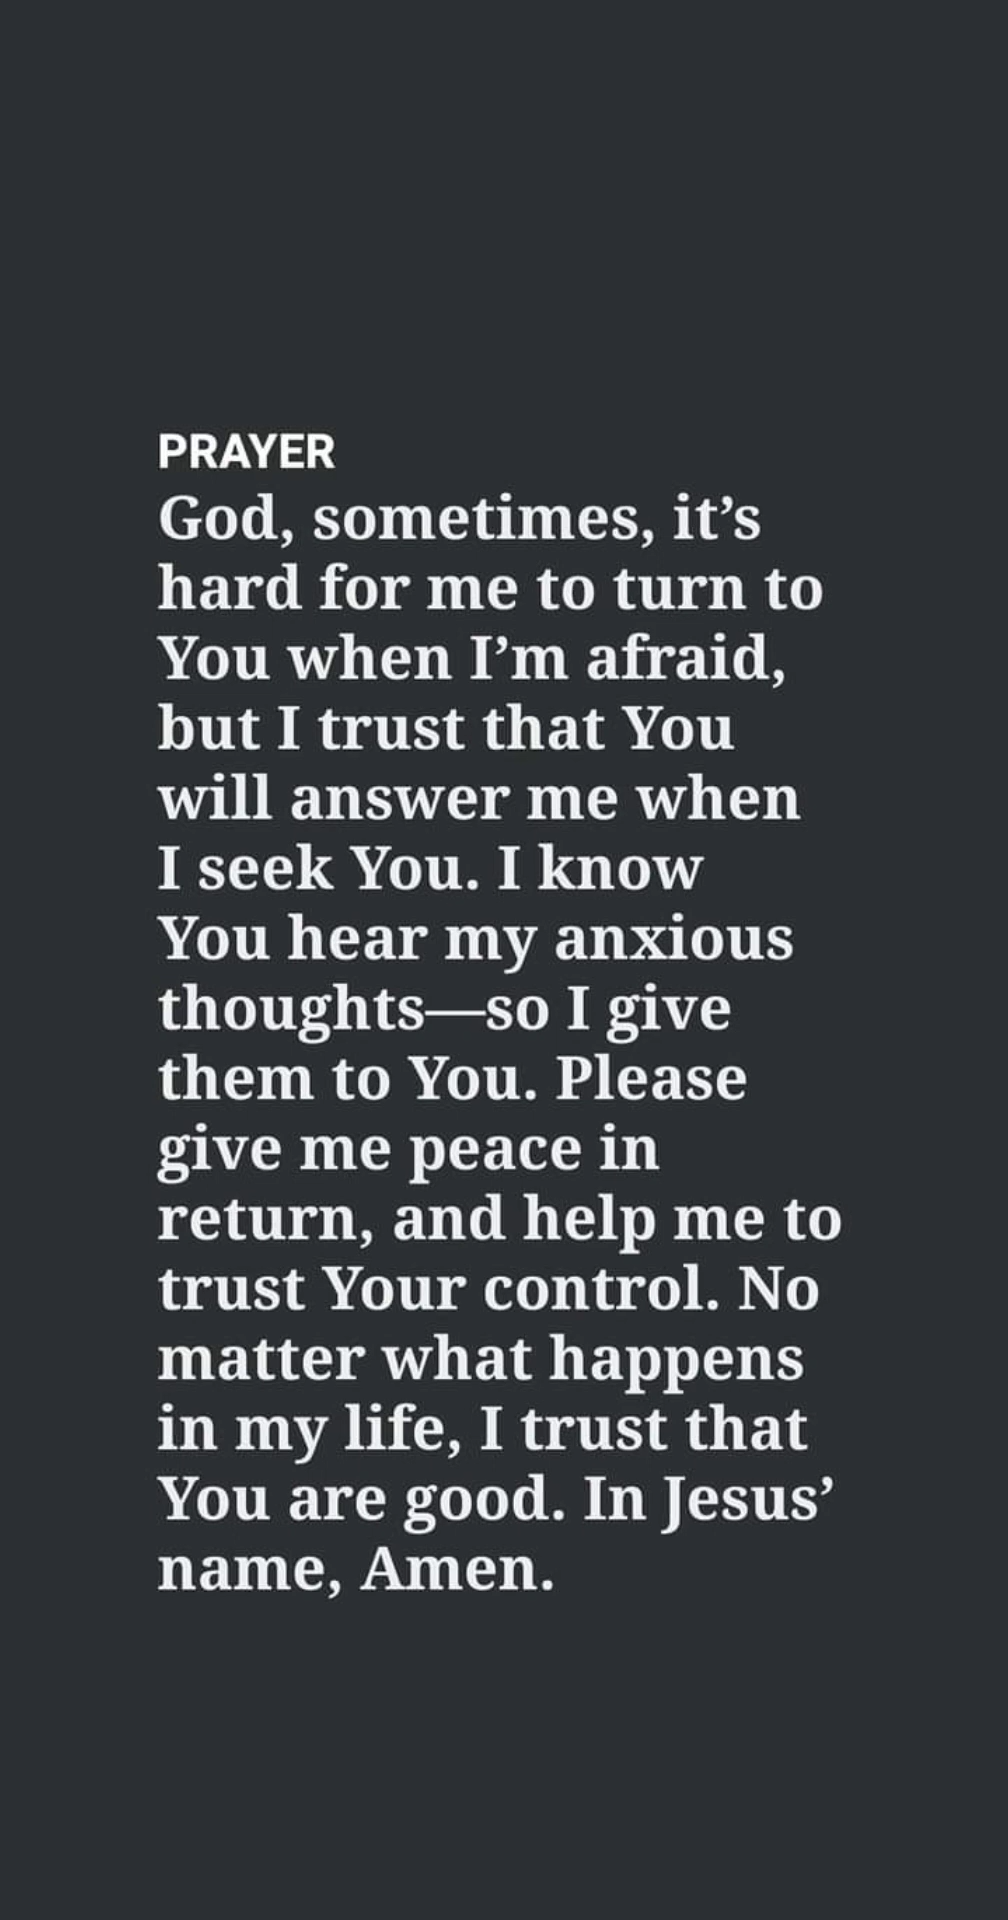 PRAYER
God, sometimes, it’s
hard for me to turn to
You when I’m afraid,
but I trust that You
will answer me when
I seek You. I know
You hear my anxious
thoughts—so I give
them to You. Please
give me peace in
return, and help me to
trust Your control. No
matter what happens
in my life, I trust that
You are good. In Jesus’
name, Amen.